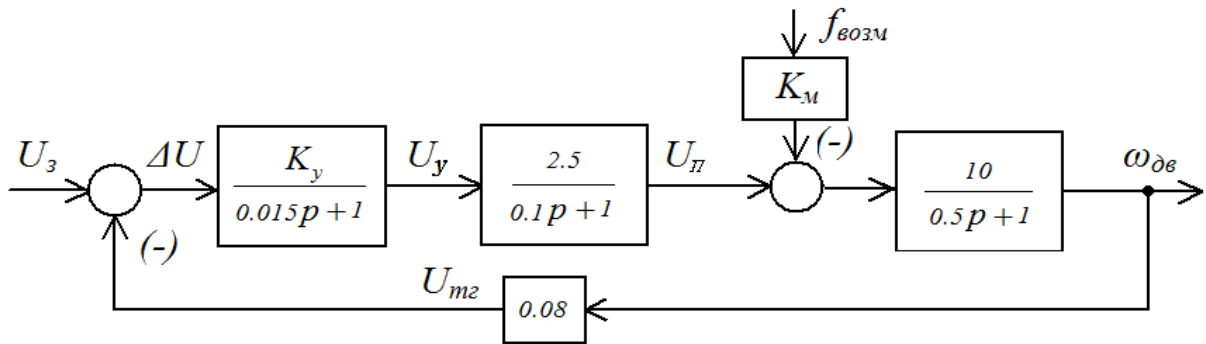 f_возм
K_м
(-)
U_з
ΔU
K_у
0.015p+1
U_у
2.5
0.1p+1
U_п
10
0.5p+1
ω_дв
(-)
U_тг
0.08